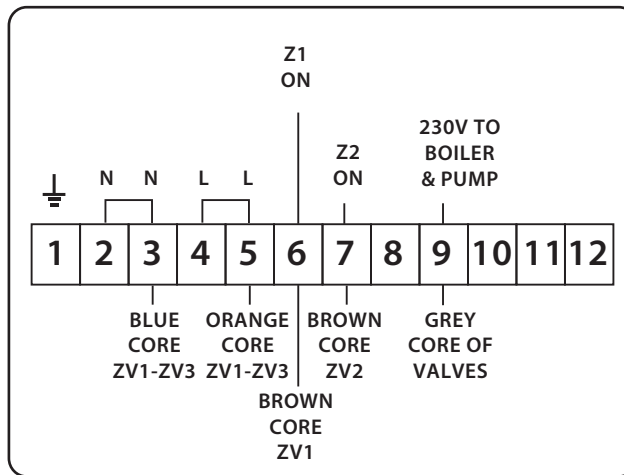 Z1
ON
230V TO
BOILER
& PUMP
Z2
ON
N N L L
1 2 3 4 5 6 7 8 9 10 11 12
BLUE
CORE
ZV1-ZV3
ORANGE
CORE
ZV1-ZV3
BROWN
CORE
ZV2
GREY
CORE OF
VALVES
BROWN
CORE
ZV1